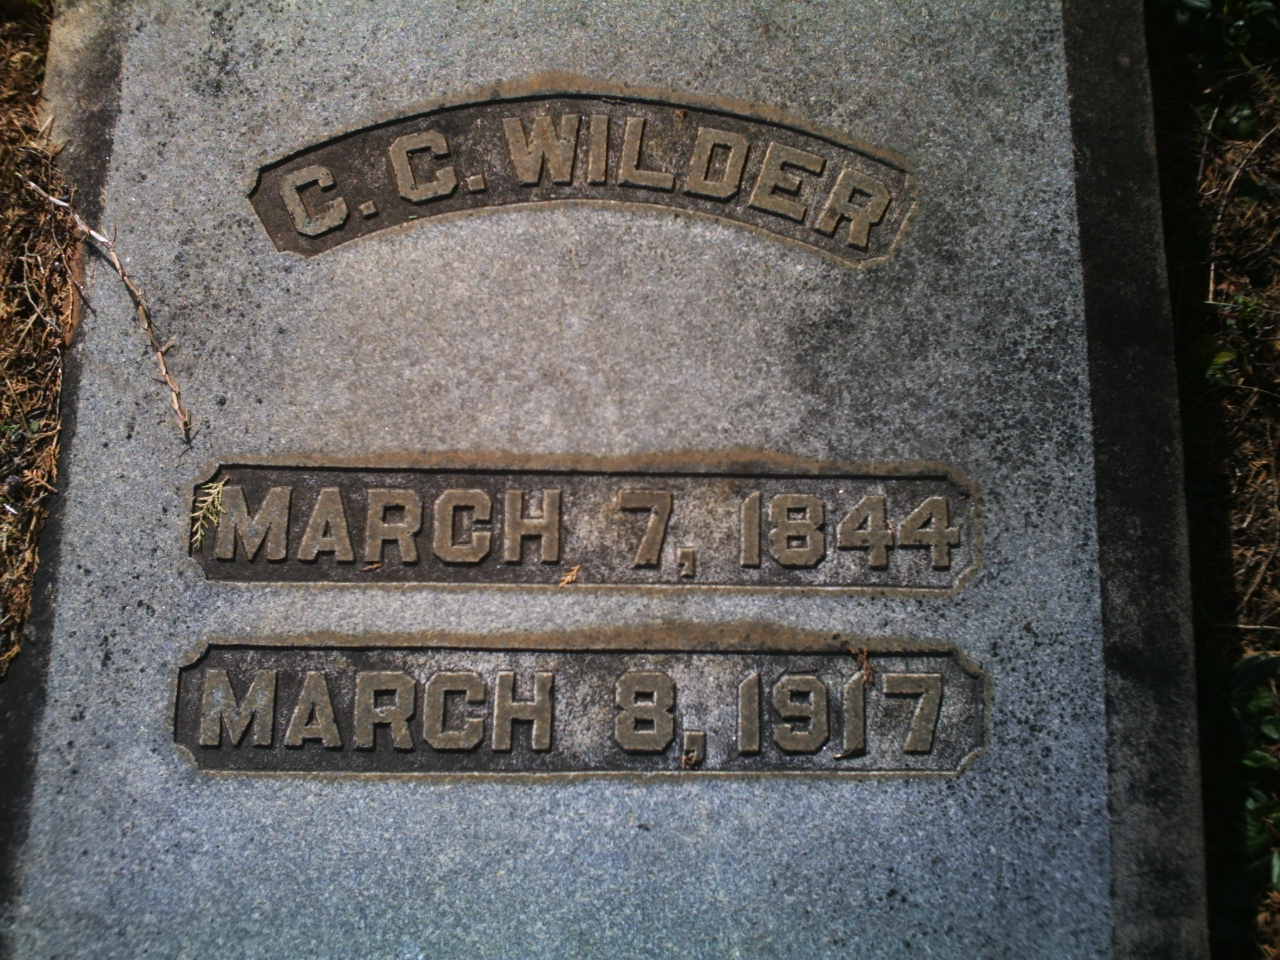 C. C. WILDER
MARCH 7, 1844
MARCH 8, 1917